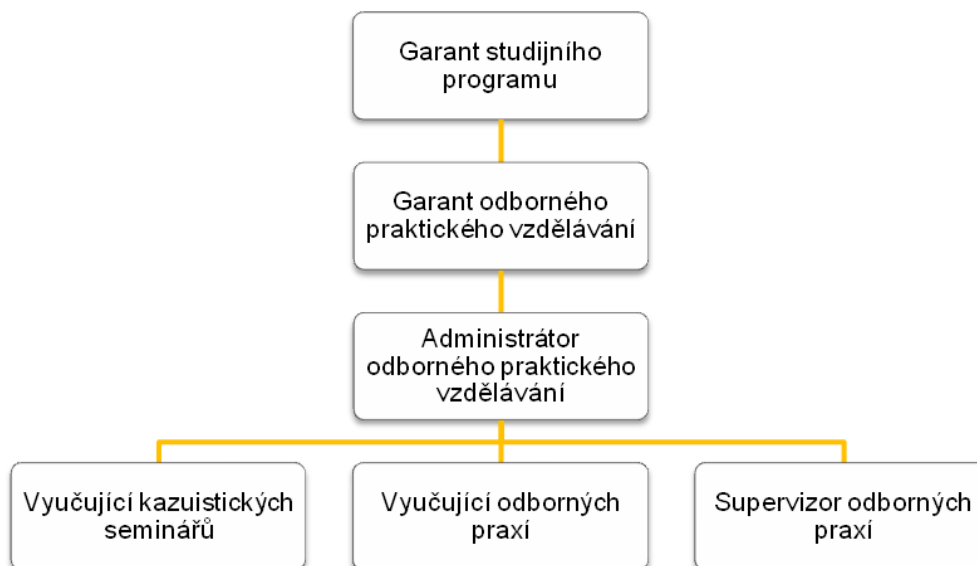 Garant studijního
programu
Garant odborného
praktického vzdělávání
Administrátor
odborného praktického
vzdělávání
Vyučující kazuistických
seminářů
Vyučující odborných
praxí
Supervizor odborných
praxí